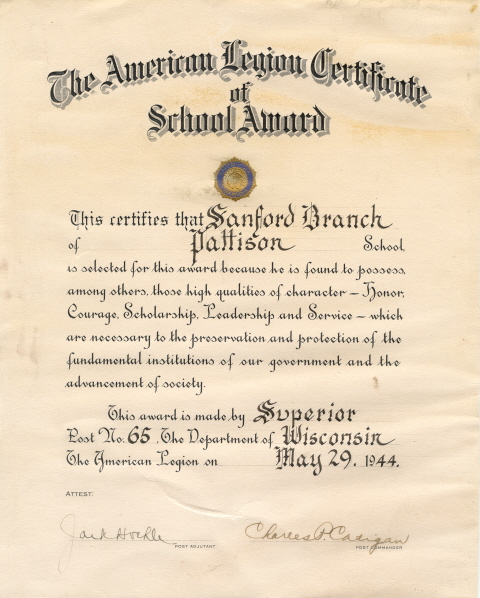 The American Legion Certificate
of
School Award
This certifies that Sanford Branch
of Pattison School,
is selected for this award because he is found to possess,
among others, those high qualities of character – Honor,
Courage, Scholarship, Leadership and Service – which
are necessary to the preservation and protection of the
fundamental institutions of our government and the
advancement of society.
This award is made by Superior
Post No. 65, The Department of Wisconsin
The American Legion on May 29, 1944.
ATTEST:
Jack
Charles P. Cadigan
POST ADJUTANT
POST COMMANDER